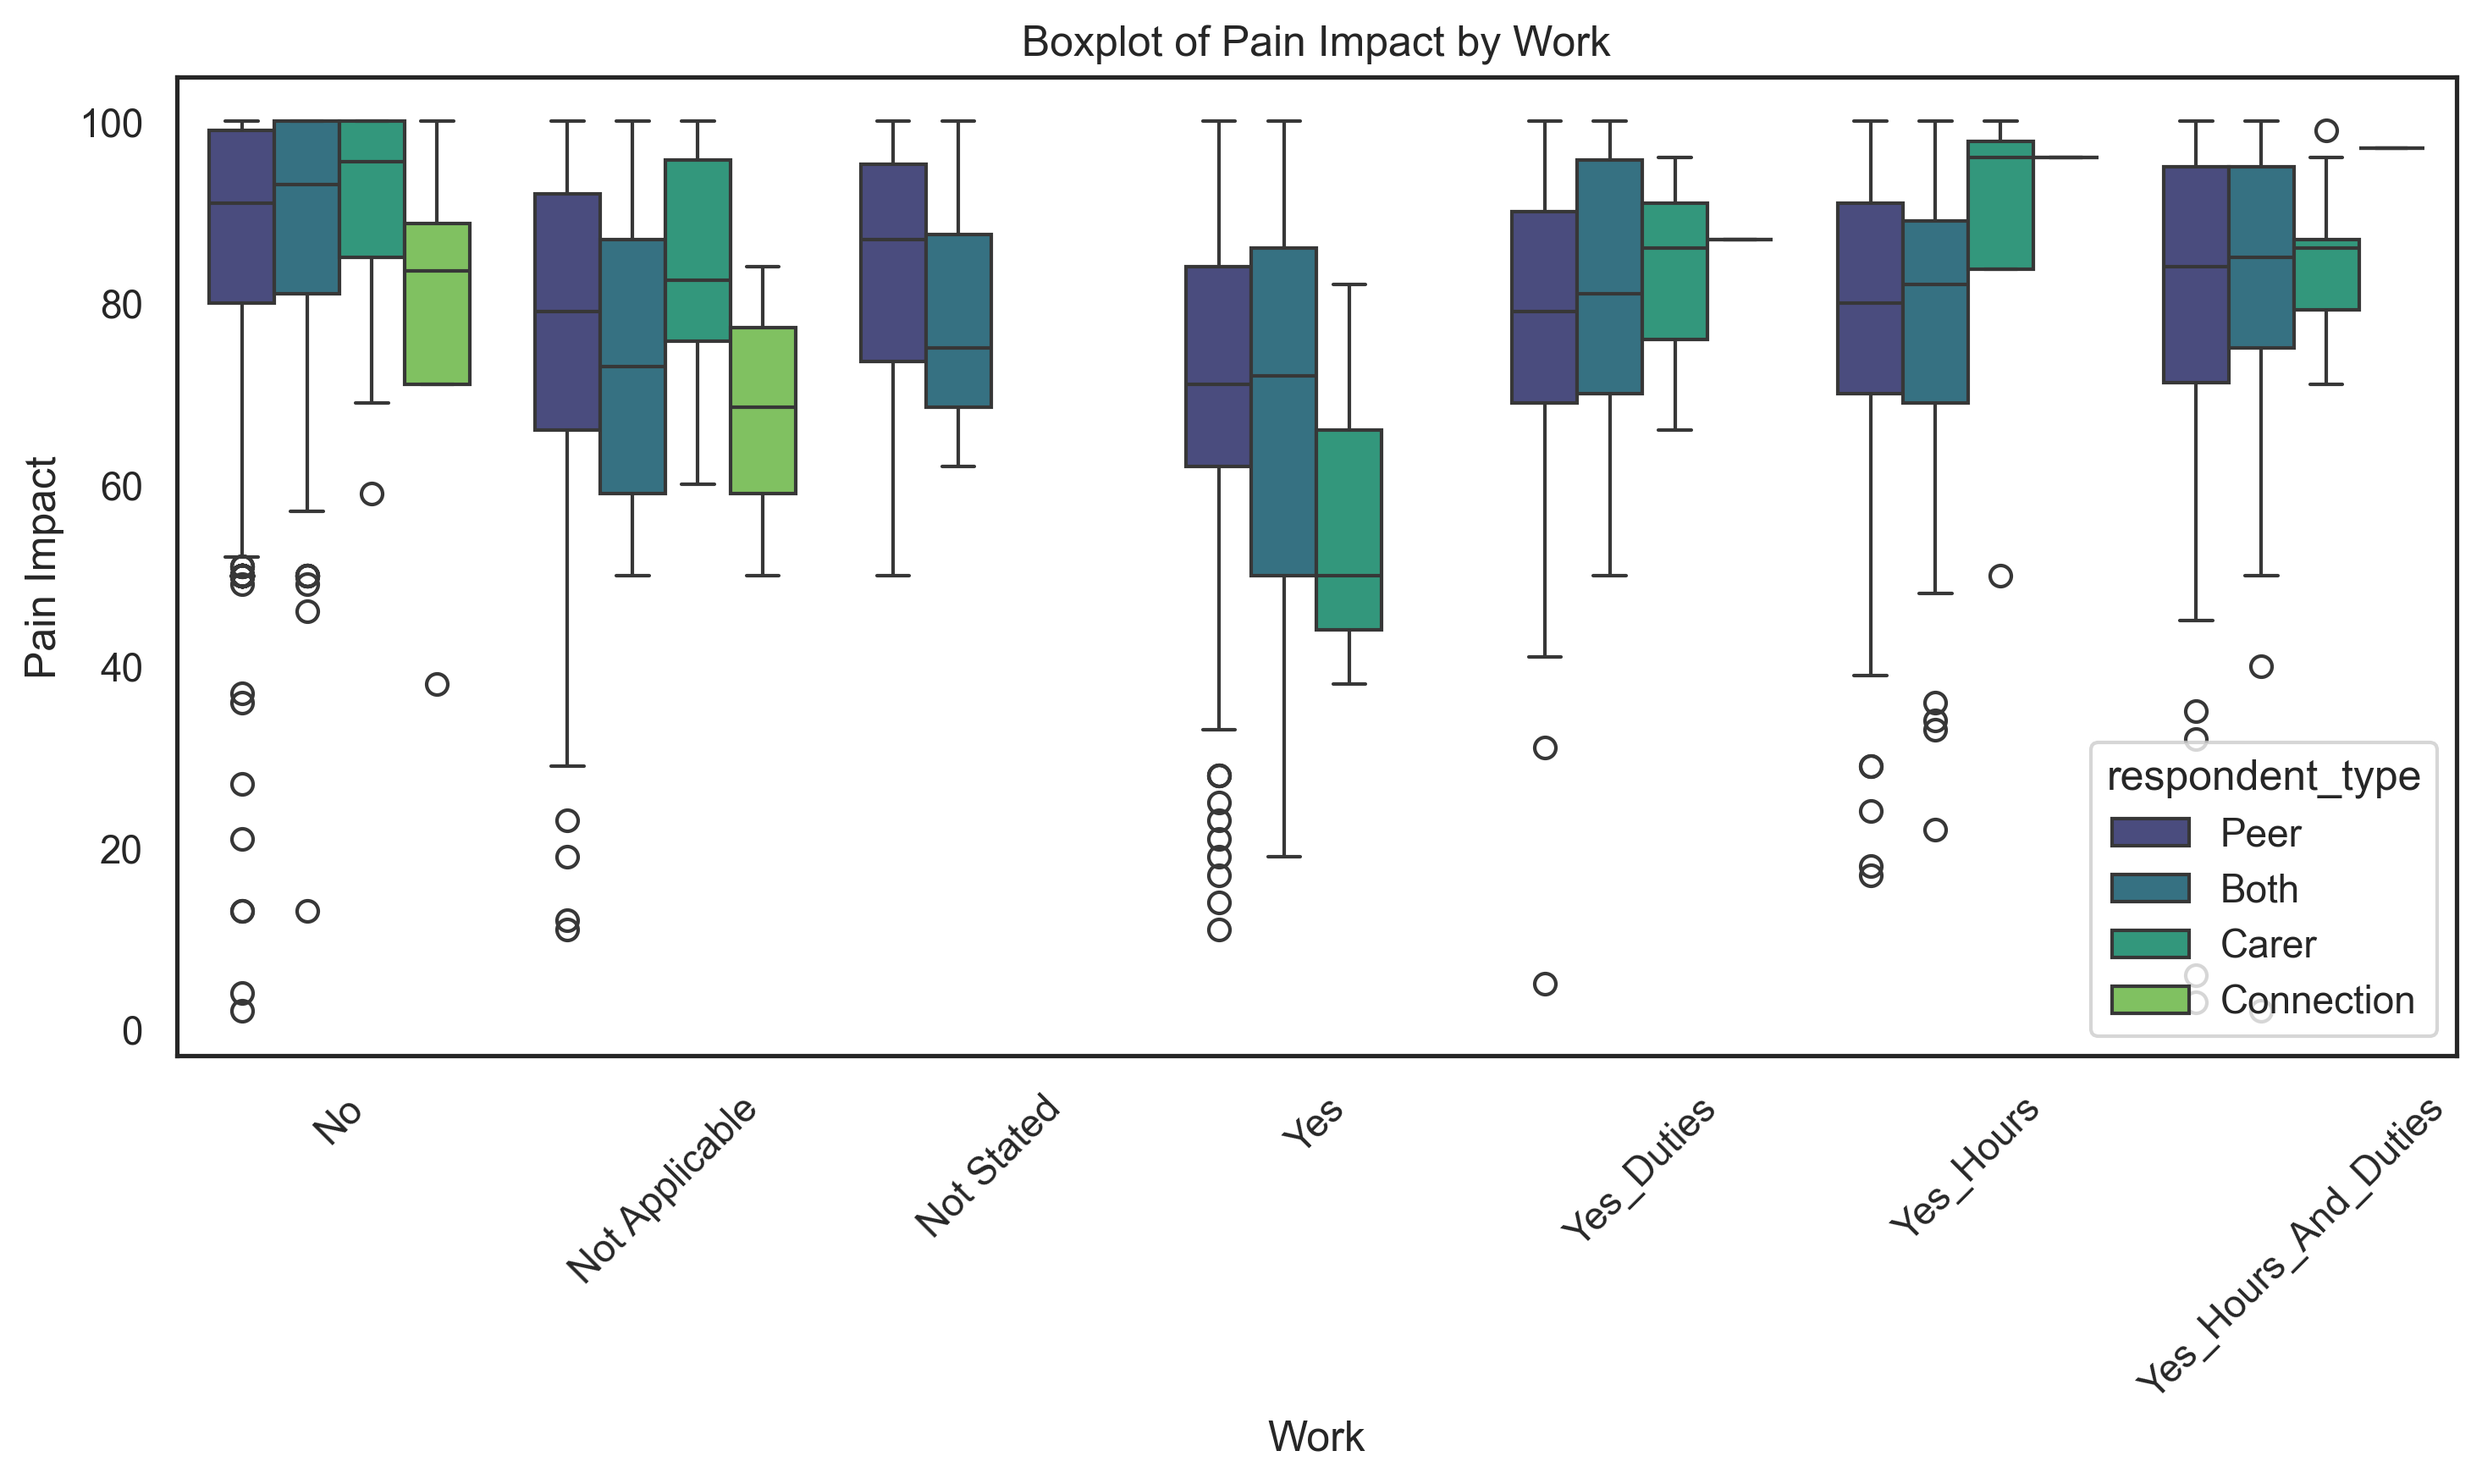 Boxplot of Pain Impact by Work
Pain Impact
100
80
60
40
20
0
respondent_type
Peer
Both
Carer
Connection
No
Not Applicable
Not Stated
Yes
Yes_Duties
Yes_Hours
Yes_Hours_And_Duties
Work